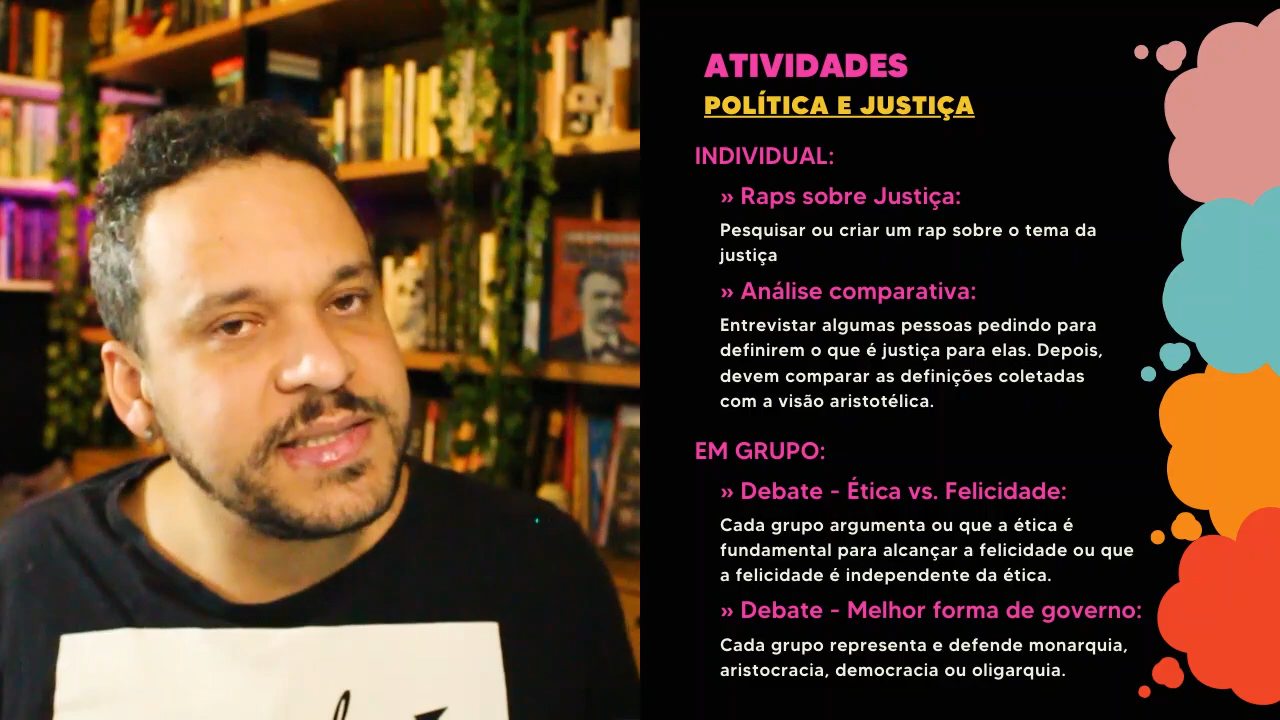 ATIVIDADES
POLÍTICA E JUSTIÇA
INDIVIDUAL:
» Raps sobre Justiça:
Pesquisar ou criar um rap sobre o tema da
justiça
» Análise comparativa:
Entrevistar algumas pessoas pedindo para
definirem o que é justiça para elas. Depois,
devem comparar as definições coletadas
com a visão aristotélica.
EM GRUPO:
» Debate - Ética vs. Felicidade:
Cada grupo argumenta ou que a ética é
fundamental para alcançar a felicidade ou que
a felicidade é independente da ética.
» Debate - Melhor forma de governo:
Cada grupo representa e defende monarquia,
aristocracia, democracia ou oligarquia.